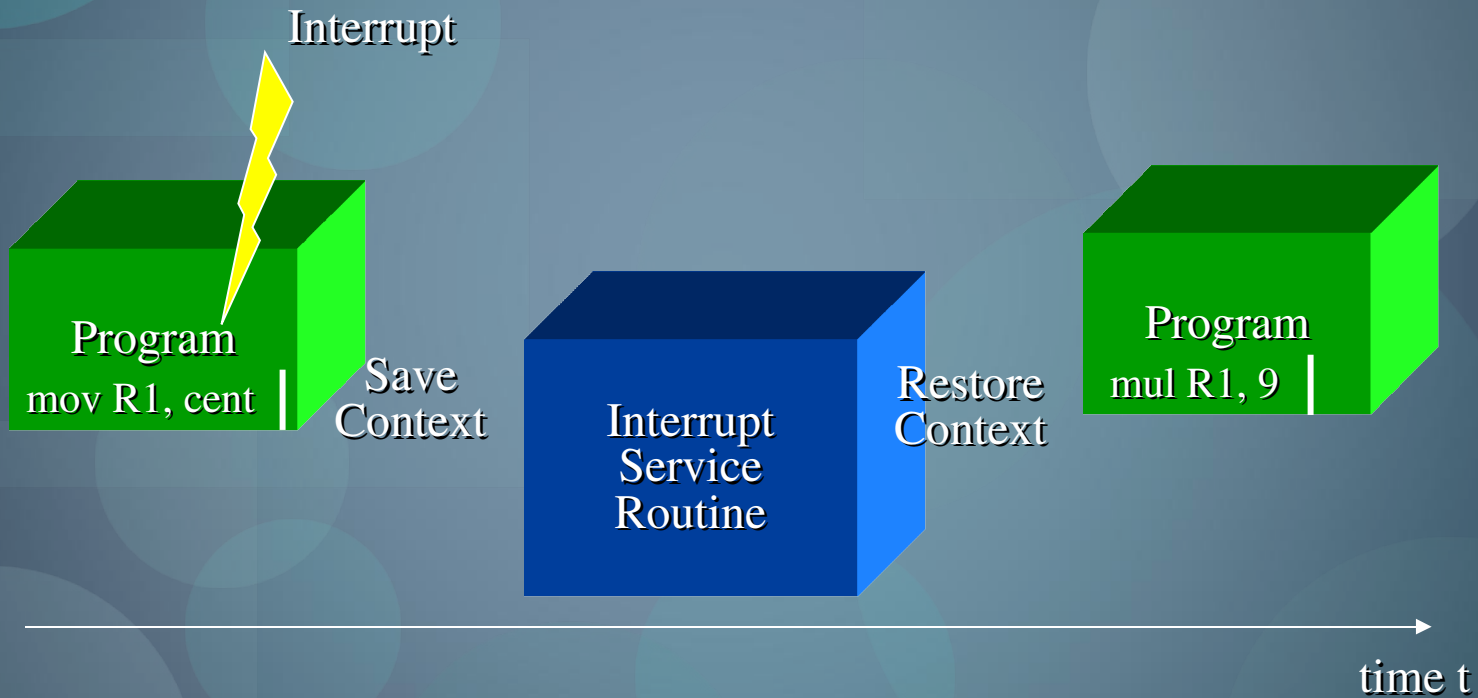 Interrupt
Program
mov R1, cent
Save
Context
Interrupt
Service
Routine
Restore
Context
Program
mul R1, 9
time t